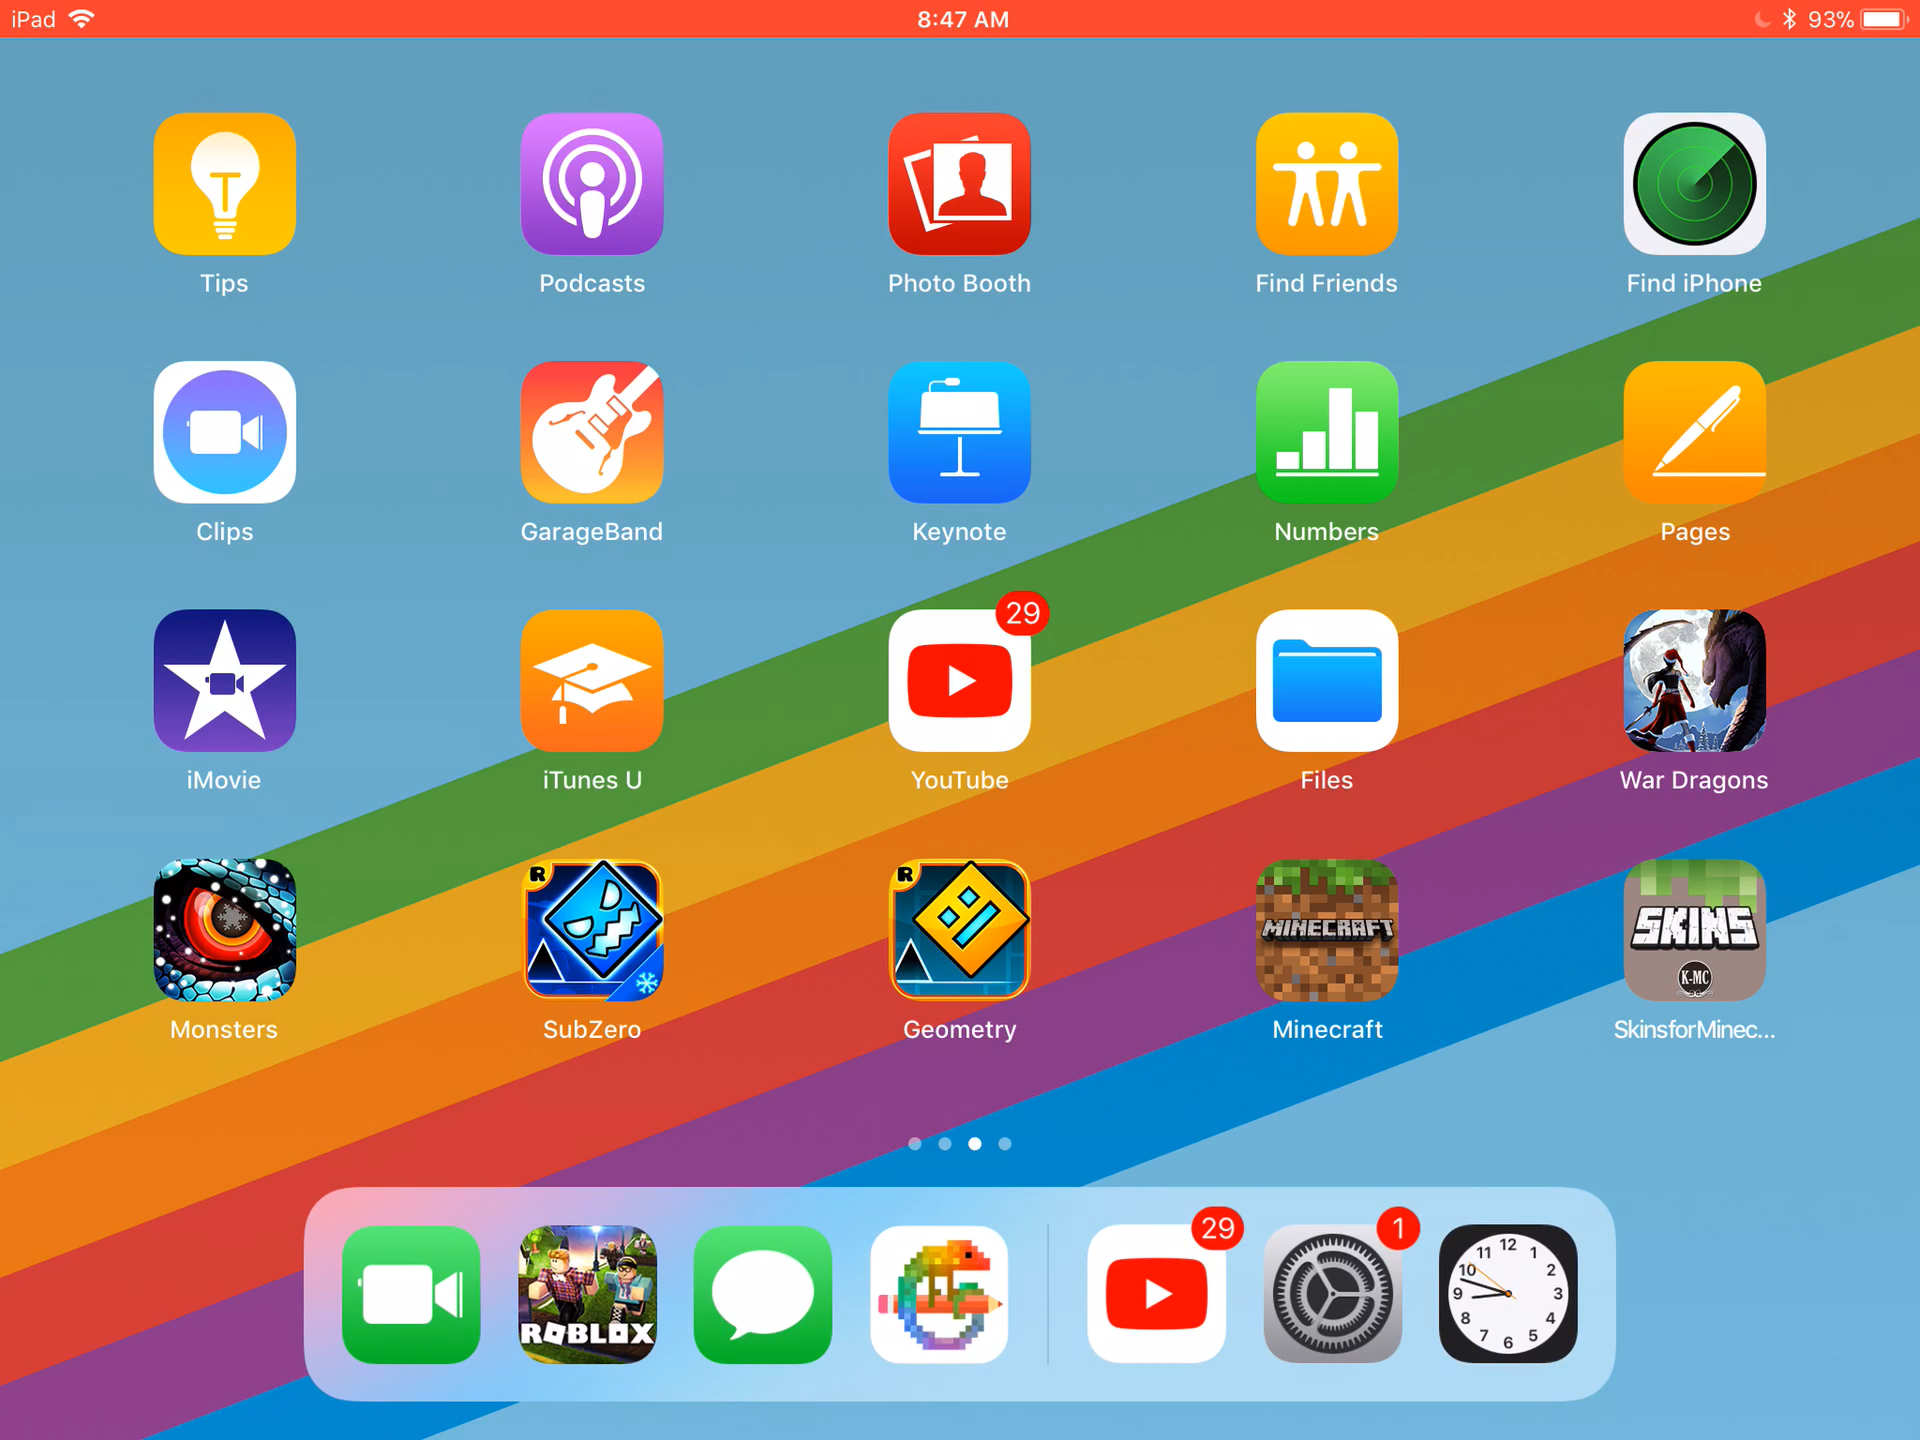 iPad 8:47 AM 93%
Tips Podcasts Photo Booth Find Friends Find iPhone
Clips GarageBand Keynote Numbers Pages
29
iMovie iTunes U YouTube Files War Dragons
R R MINECRAFT SKINS
K-MC
Monsters SubZero Geometry Minecraft SkinsforMinec...
29 1
ROBLOX
12 1 2 3 4 5 6 7 8 9 10 11